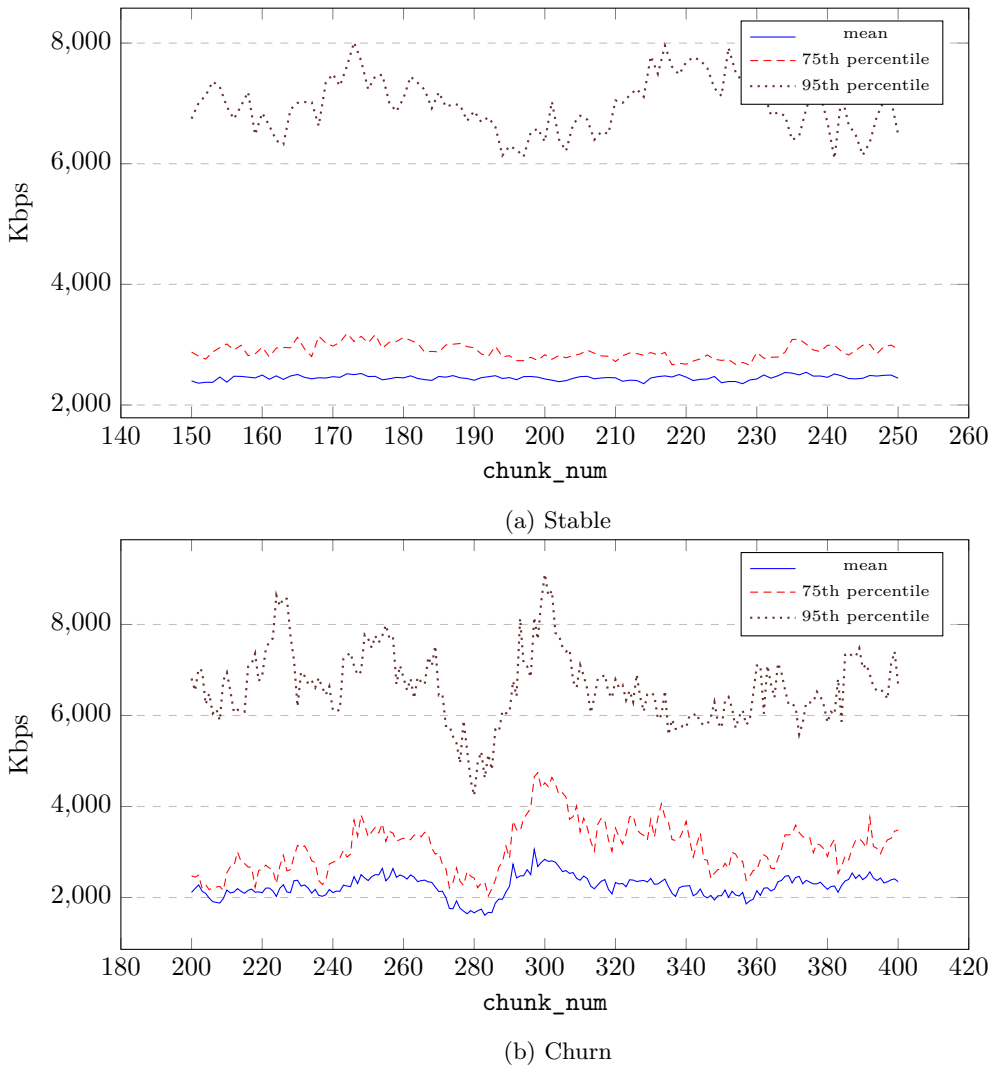 8,000
6,000
4,000
2,000
Kbps
mean
75th percentile
95th percentile
140 150 160 170 180 190 200 210 220 230 240 250 260
chunk_num
(a) Stable
8,000
6,000
4,000
2,000
Kbps
mean
75th percentile
95th percentile
180 200 220 240 260 280 300 320 340 360 380 400 420
chunk_num
(b) Churn